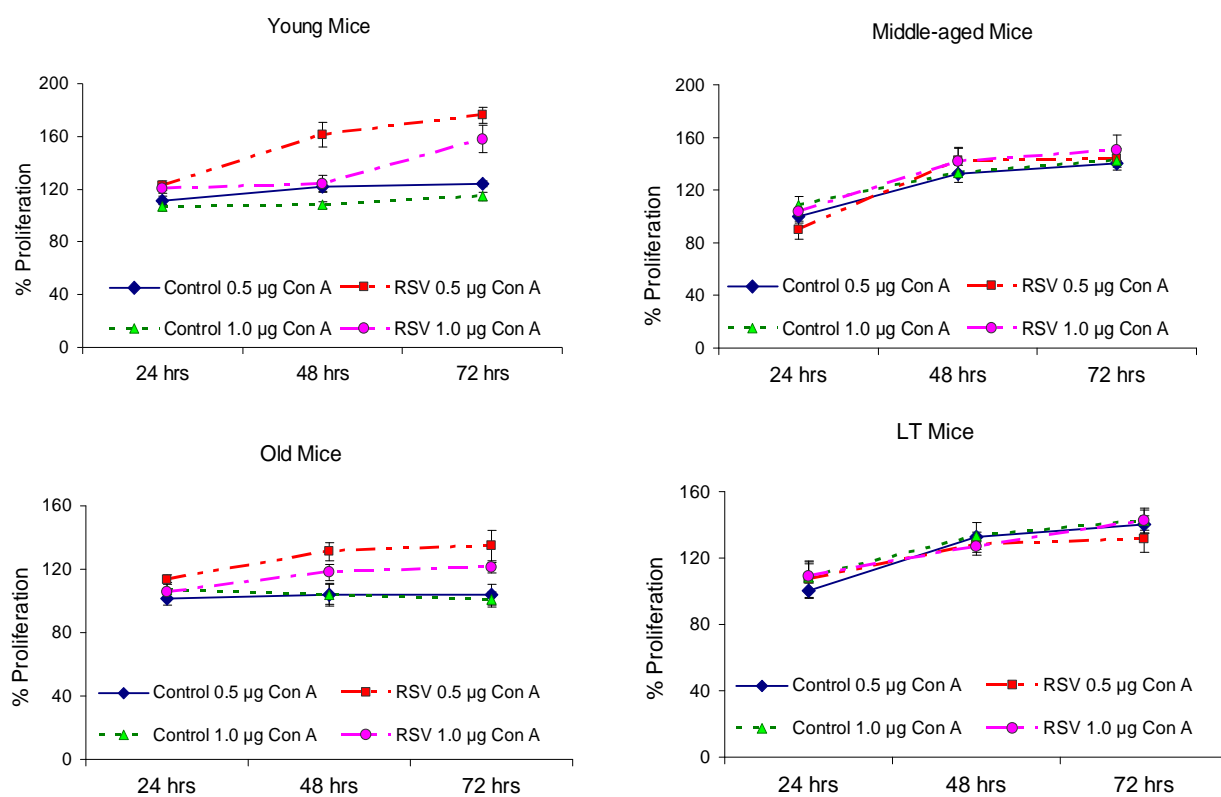 Young Mice
% Proliferation
200
160
120
80
40
0
Control 0.5 µg Con A
RSV 0.5 µg Con A
Control 1.0 µg Con A
RSV 1.0 µg Con A
24 hrs
48 hrs
72 hrs
Middle-aged Mice
% Proliferation
200
160
120
80
40
0
Control 0.5 µg Con A
RSV 0.5 µg Con A
Control 1.0 µg Con A
RSV 1.0 µg Con A
24 hrs
48 hrs
72 hrs
Old Mice
% Proliferation
160
120
80
40
0
Control 0.5 µg Con A
RSV 0.5 µg Con A
Control 1.0 µg Con A
RSV 1.0 µg Con A
24 hrs
48 hrs
72 hrs
LT Mice
% Proliferation
160
120
80
40
0
Control 0.5 µg Con A
RSV 0.5 µg Con A
Control 1.0 µg Con A
RSV 1.0 µg Con A
24 hrs
48 hrs
72 hrs